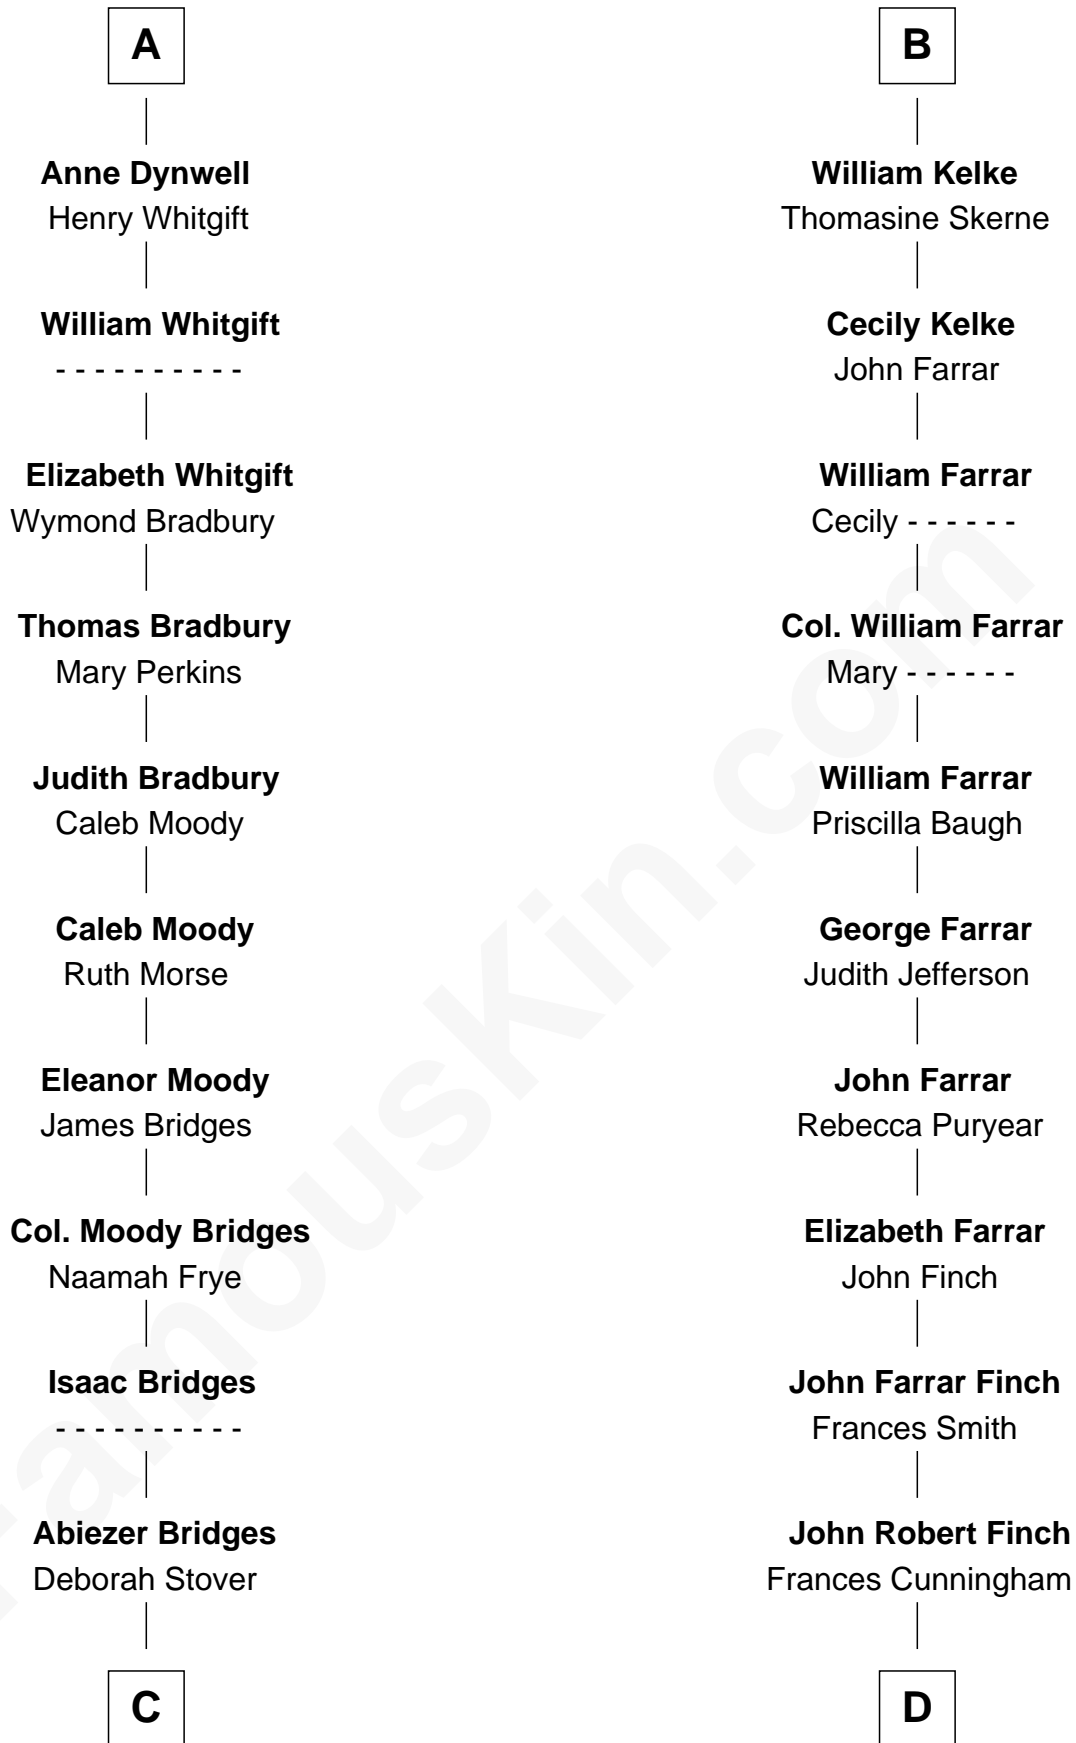 A
Anne Dynwell
Henry Whitgift
William Whitgift
- - - - - - - - - -
Elizabeth Whitgift
Wymond Bradbury
Thomas Bradbury
Mary Perkins
Judith Bradbury
Caleb Moody
Caleb Moody
Ruth Morse
Eleanor Moody
James Bridges
Col. Moody Bridges
Naamah Frye
Isaac Bridges
- - - - - - - - - -
Abiezer Bridges
Deborah Stover
C
B
William Kelke
Thomasine Skerne
Cecily Kelke
John Farrar
William Farrar
Cecily - - - - - -
Col. William Farrar
Mary - - - - - -
William Farrar
Priscilla Baugh
George Farrar
Judith Jefferson
John Farrar
Rebecca Puryear
Elizabeth Farrar
John Finch
John Farrar Finch
Frances Smith
John Robert Finch
Frances Cunningham
D
FamousKin.com